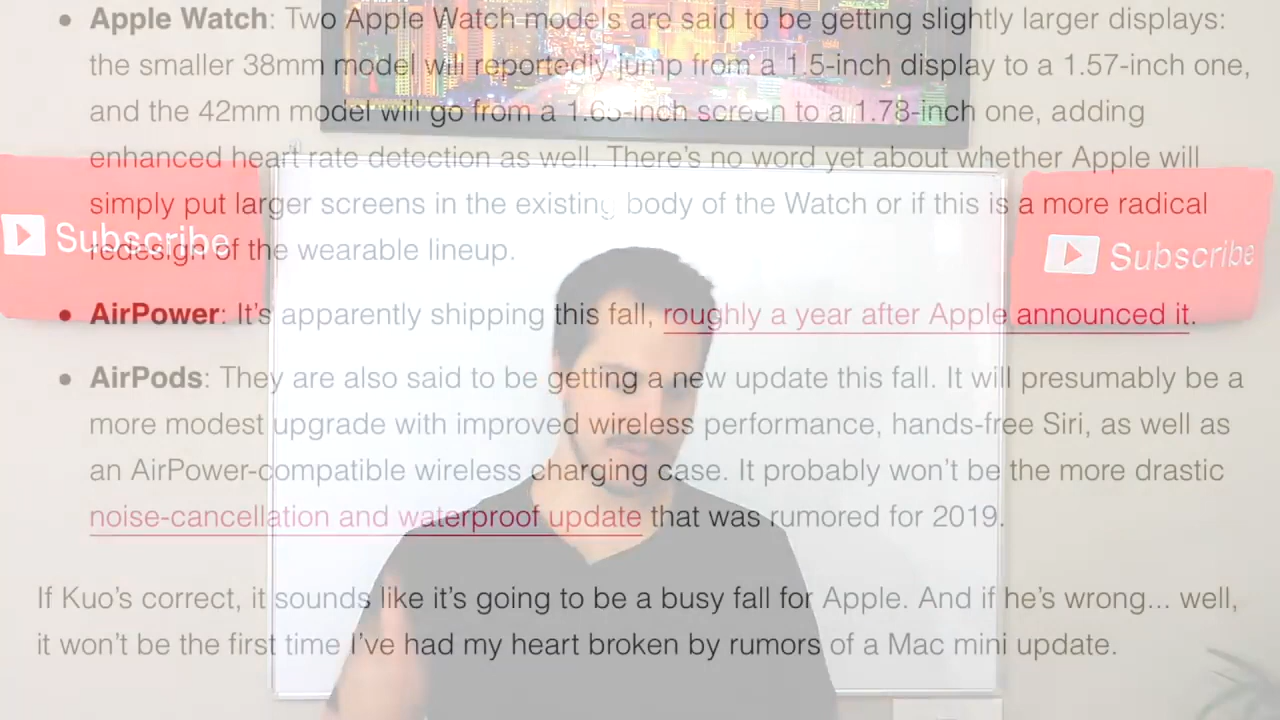 • Apple Watch: Two Apple Watch models are said to be getting slightly larger displays:
the smaller 38mm model will reportedly jump from a 1.5-inch display to a 1.57-inch one,
and the 42mm model will go from a 1.65-inch screen to a 1.78-inch one, adding
enhanced heart rate detection as well. There's no word yet about whether Apple will
simply put larger screens in the existing body of the Watch or if this is a more radical
redesign of the wearable lineup.
Subscribe
Subscribe
• AirPower: It's apparently shipping this fall, roughly a year after Apple announced it.
• AirPods: They are also said to be getting a new update this fall. It will presumably be a
more modest upgrade with improved wireless performance, hands-free Siri, as well as
an AirPower-compatible wireless charging case. It probably won't be the more drastic
noise-cancellation and waterproof update that was rumored for 2019.
If Kuo's correct, it sounds like it's going to be a busy fall for Apple. And if he's wrong... well,
it won't be the first time I've had my heart broken by rumors of a Mac mini update.